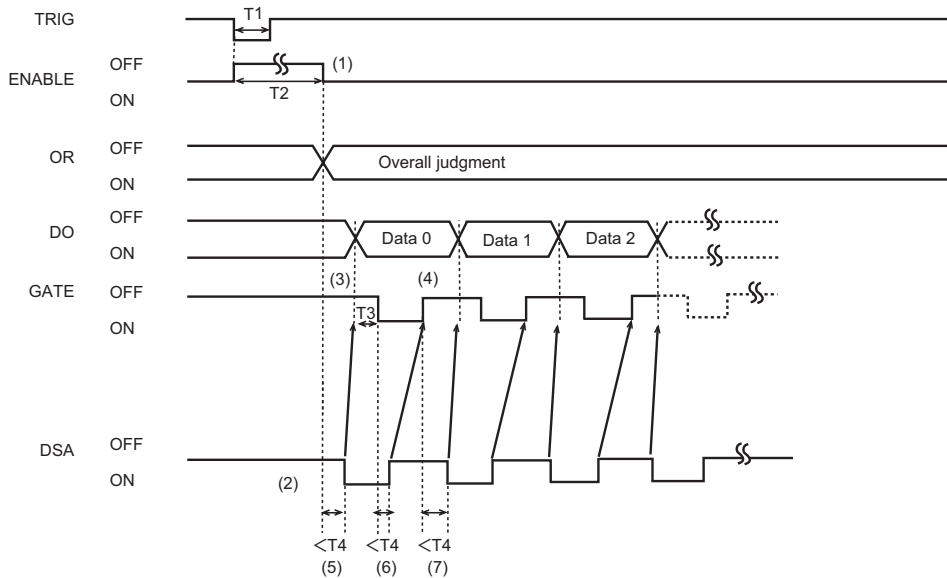 TRIG
T1
OFF
(1)
ENABLE
T2
ON
OFF
OR
Overall judgment
ON
OFF
DO
Data 0
Data 1
Data 2
ON
(3)
(4)
GATE
OFF
T3
ON
OFF
DSA
ON
(2)
<T4
<T4
<T4
(5)
(6)
(7)